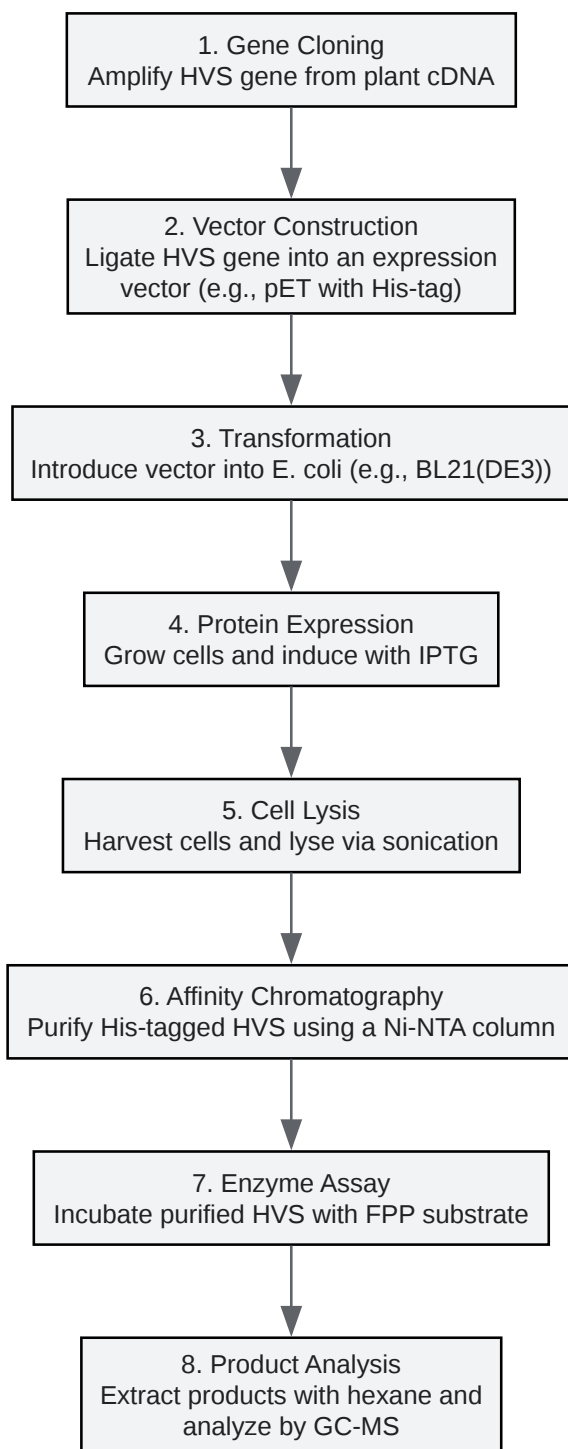 1. Gene Cloning
Amplify HVS gene from plant cDNA
2. Vector Construction
Ligate HVS gene into an expression
vector (e.g., pET with His-tag)
3. Transformation
Introduce vector into E. coli (e.g., BL21(DE3))
4. Protein Expression
Grow cells and induce with IPTG
5. Cell Lysis
Harvest cells and lyse via sonication
6. Affinity Chromatography
Purify His-tagged HVS using a Ni-NTA column
7. Enzyme Assay
Incubate purified HVS with FPP substrate
8. Product Analysis
Extract products with hexane and
analyze by GC-MS